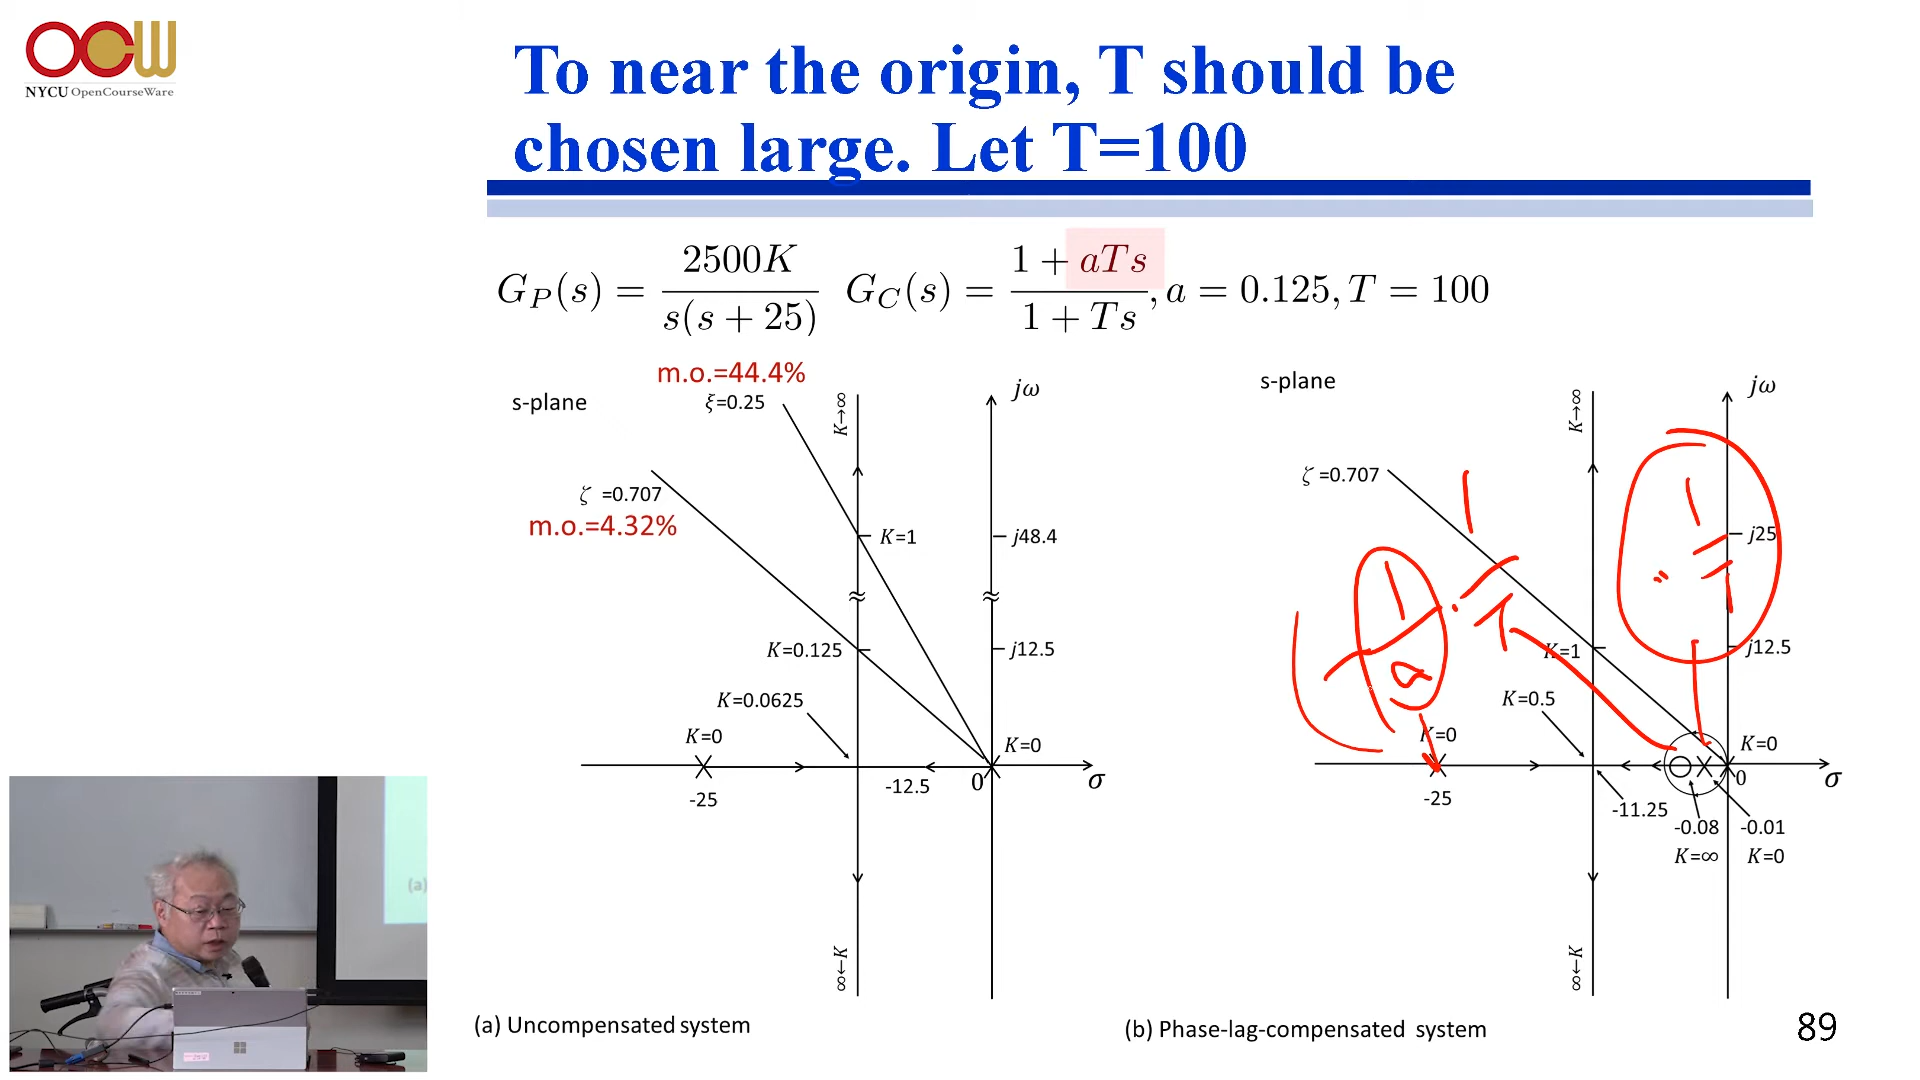 OCW
NYCU OpenCourseWare
To near the origin, T should be
chosen large. Let T=100
G_P(s) = 2500K / s(s + 25)   G_C(s) = 1 + aTs / 1 + Ts, a = 0.125, T = 100
m.o.=44.4%
s-plane
ξ=0.25
K→∞
jω
ζ =0.707
m.o.=4.32%
K=1
j48.4
K=0.125
j12.5
K=0.0625
K=0
K=0
-25
-12.5
0
σ
∞←K
(a) Uncompensated system
s-plane
K→∞
jω
ζ =0.707
j25
K=1
j12.5
K=0.5
K=0
K=0
-25
-11.25
0
σ
-0.08
-0.01
K=∞
K=0
∞←K
(b) Phase-lag-compensated system
89